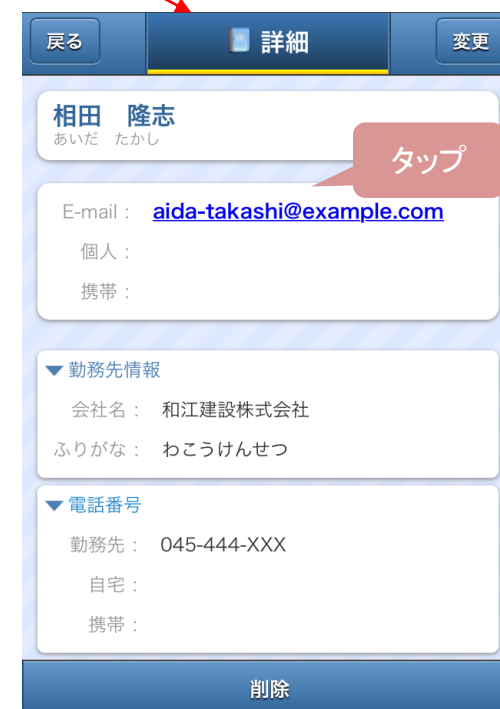 戻る 詳細 変更
相田　隆志
あいだ たかし
タップ
E-mail : aida-takashi@example.com
個人 :
携帯 :
▼勤務先情報
会社名 : 和江建設株式会社
ふりがな : わこうけんせつ
▼電話番号
勤務先 : 045-444-XXX
自宅 :
携帯 :
削除